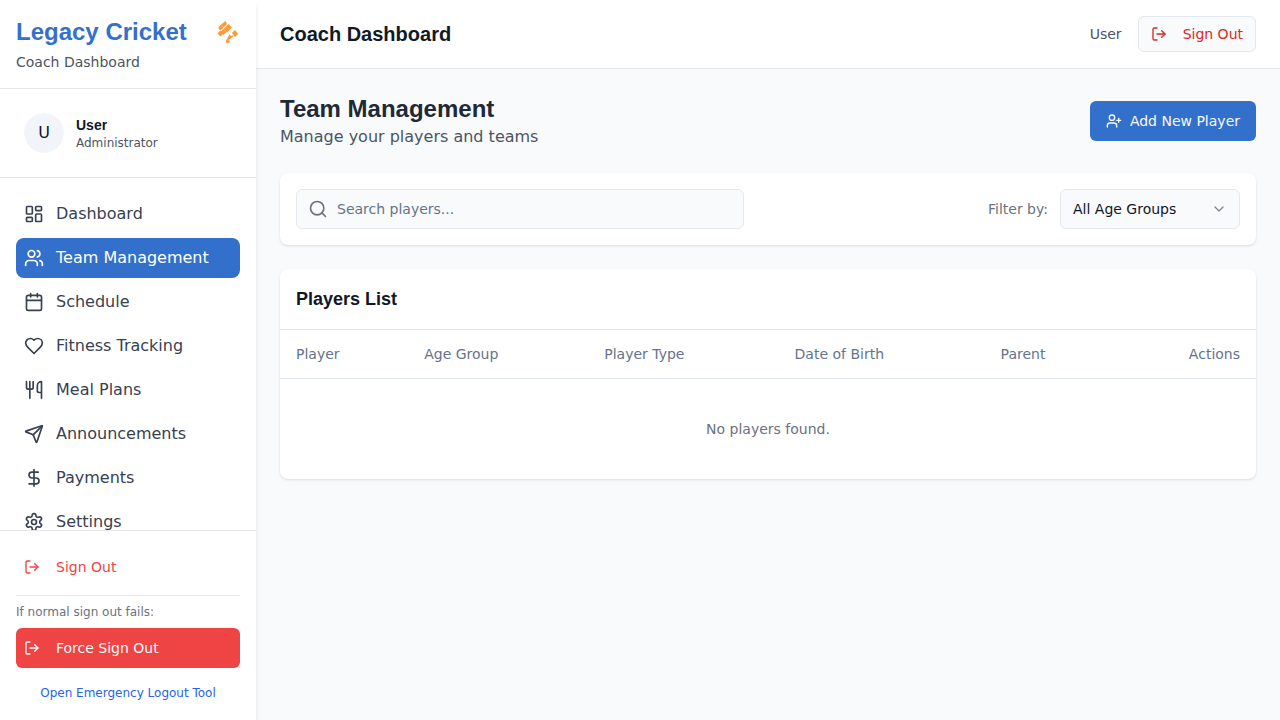 Legacy Cricket
Coach Dashboard
U
User
Administrator
Dashboard
Team Management
Schedule
Fitness Tracking
Meal Plans
Announcements
Payments
Settings
Sign Out
If normal sign out fails:
Force Sign Out
Open Emergency Logout Tool
Coach Dashboard
User
Sign Out
Team Management
Manage your players and teams
Add New Player
Search players...
Filter by:
All Age Groups
Players List
Player Age Group Player Type Date of Birth Parent Actions
No players found.